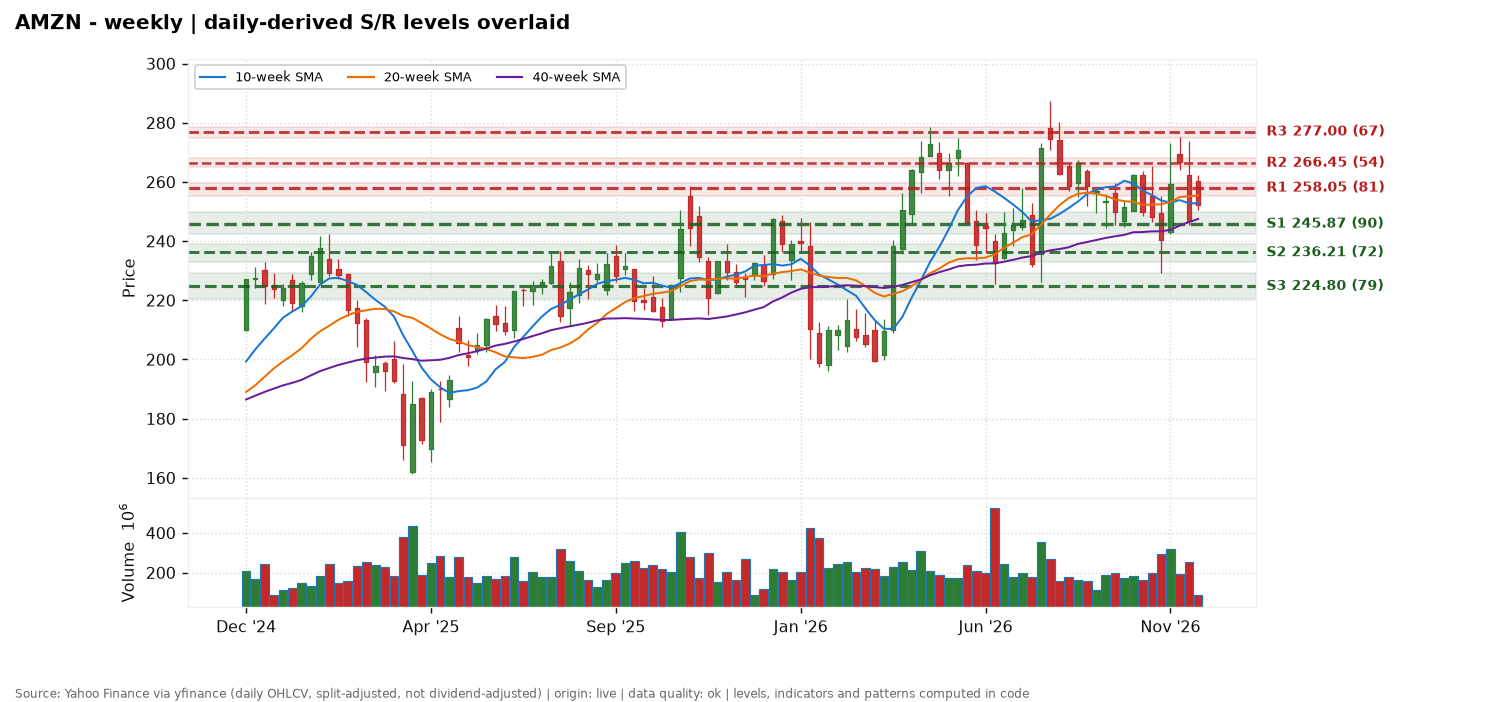 AMZN - weekly | daily-derived S/R levels overlaid
10-week SMA 20-week SMA 40-week SMA
Price
300
280
260
240
220
200
180
160
R3 277.00 (67)
R2 266.45 (54)
R1 258.05 (81)
S1 245.87 (90)
S2 236.21 (72)
S3 224.80 (79)
Volume 10⁶
400
200
Dec '24 Apr '25 Sep '25 Jan '26 Jun '26 Nov '26
Source: Yahoo Finance via yfinance (daily OHLCV, split-adjusted, not dividend-adjusted) | origin: live | data quality: ok | levels, indicators and patterns computed in code